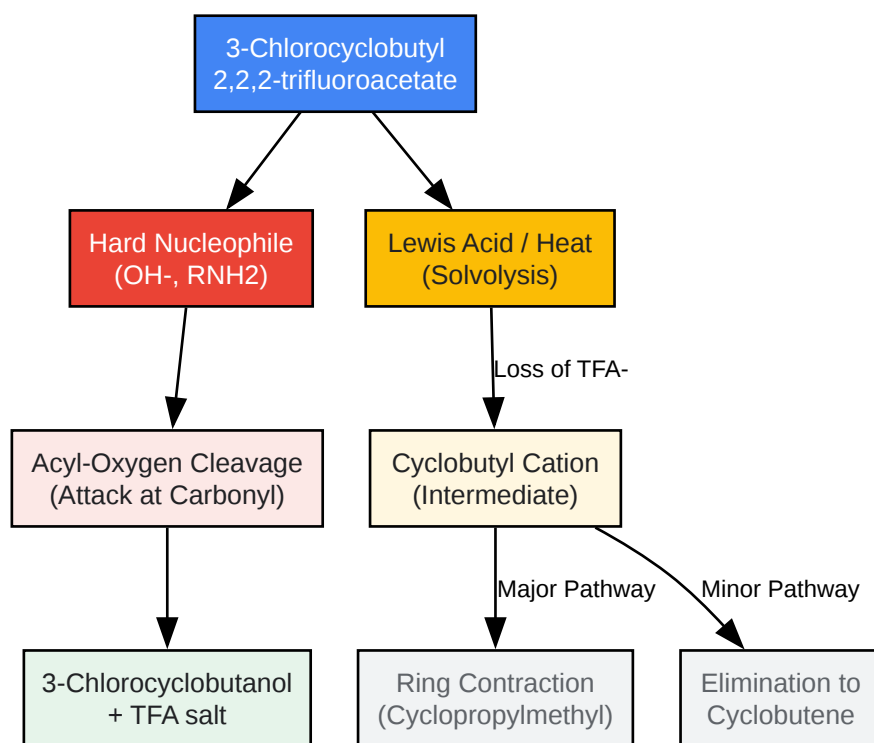 3-Chlorocyclobutyl
2,2,2-trifluoroacetate
Hard Nucleophile
(OH-, RNH2)
Lewis Acid / Heat
(Solvolysis)
Loss of TFA-
Acyl-Oxygen Cleavage
(Attack at Carbonyl)
Cyclobutyl Cation
(Intermediate)
Major Pathway
Minor Pathway
3-Chlorocyclobutanol
+ TFA salt
Ring Contraction
(Cyclopropylmethyl)
Elimination to
Cyclobutene